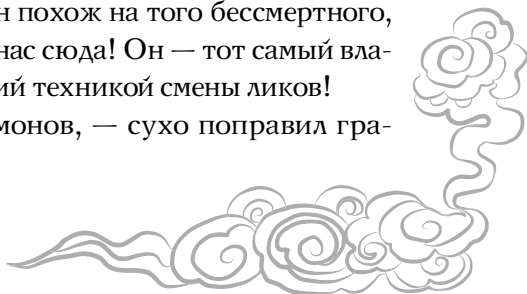 н похож на того бессмертного,
нас сюда! Он — тот самый вла-
ий техникой смены ликов!
монов, — сухо поправил гра-